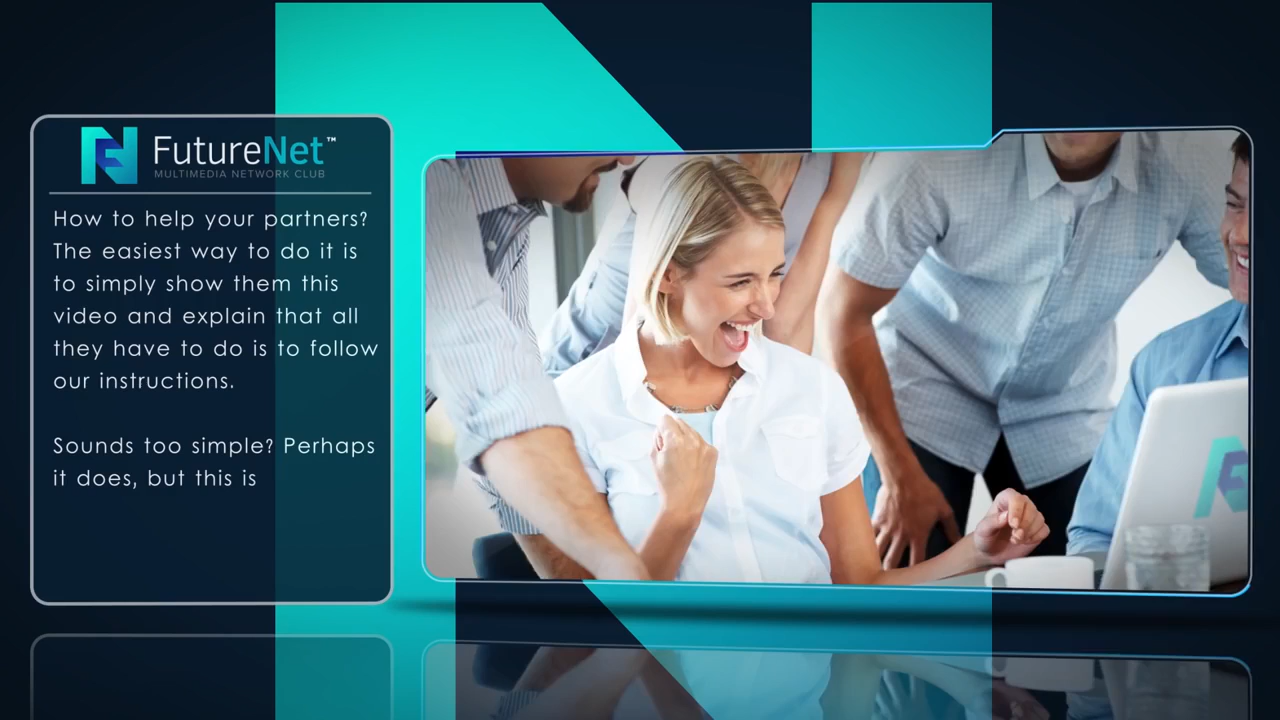 FutureNet™
MULTIMEDIA NETWORK CLUB
How to help your partners?
The easiest way to do it is
to simply show them this
video and explain that all
they have to do is to follow
our instructions.
Sounds too simple? Perhaps
it does, but this is